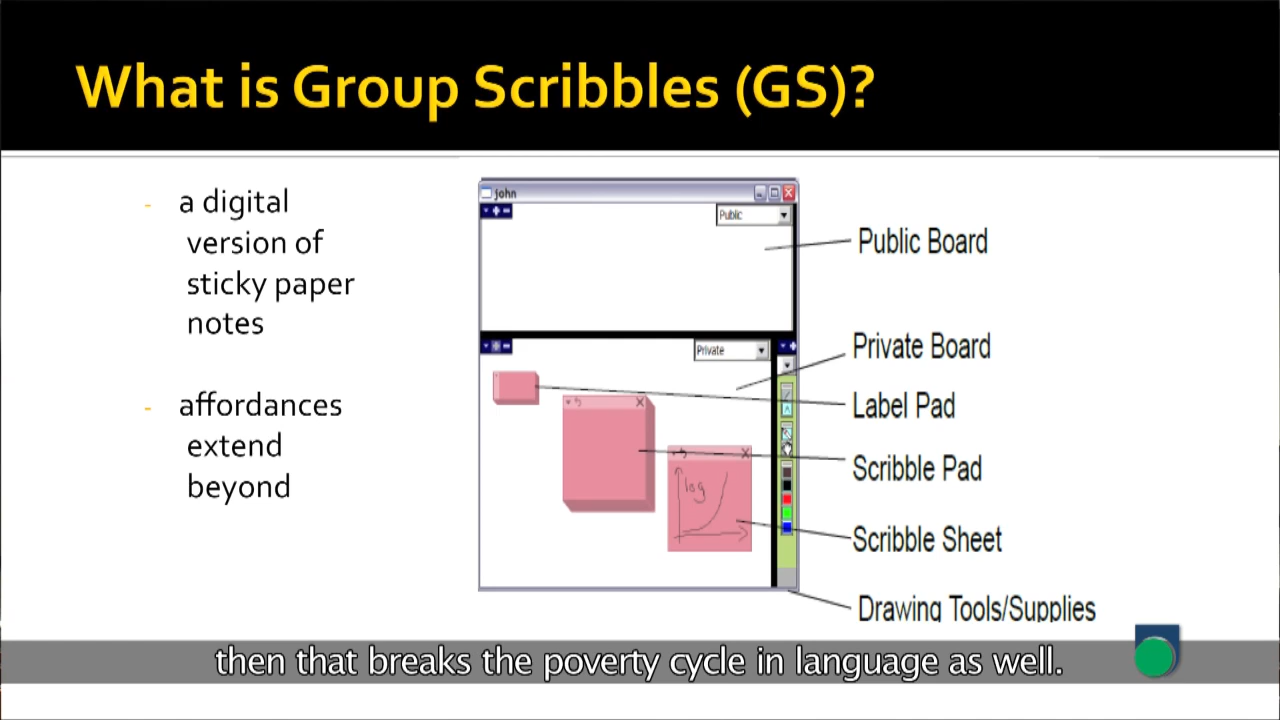 What is Group Scribbles (GS)?
- a digital
version of
sticky paper
notes
- affordances
extend
beyond
john
Public
Public Board
Private
Private Board
Label Pad
Scribble Pad
log
Scribble Sheet
Drawing Tools/Supplies
then that breaks the poverty cycle in language as well.